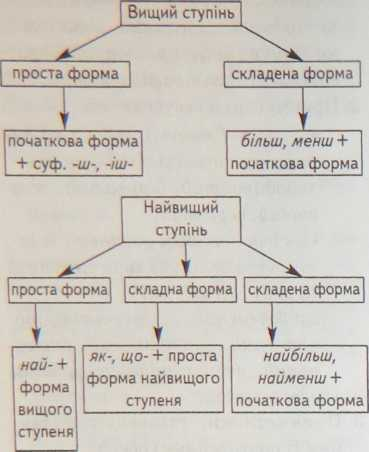 Вищий ступінь
проста форма
складена форма
початкова форма
+ суф. -ш-, -іш-
більш, менш +
початкова форма
Найвищий
ступінь
проста форма
складна форма
складена форма
най- +
форма
вищого
ступеня
як-, що- + проста
форма найвищого
ступеня
найбільш,
найменш +
початкова форма